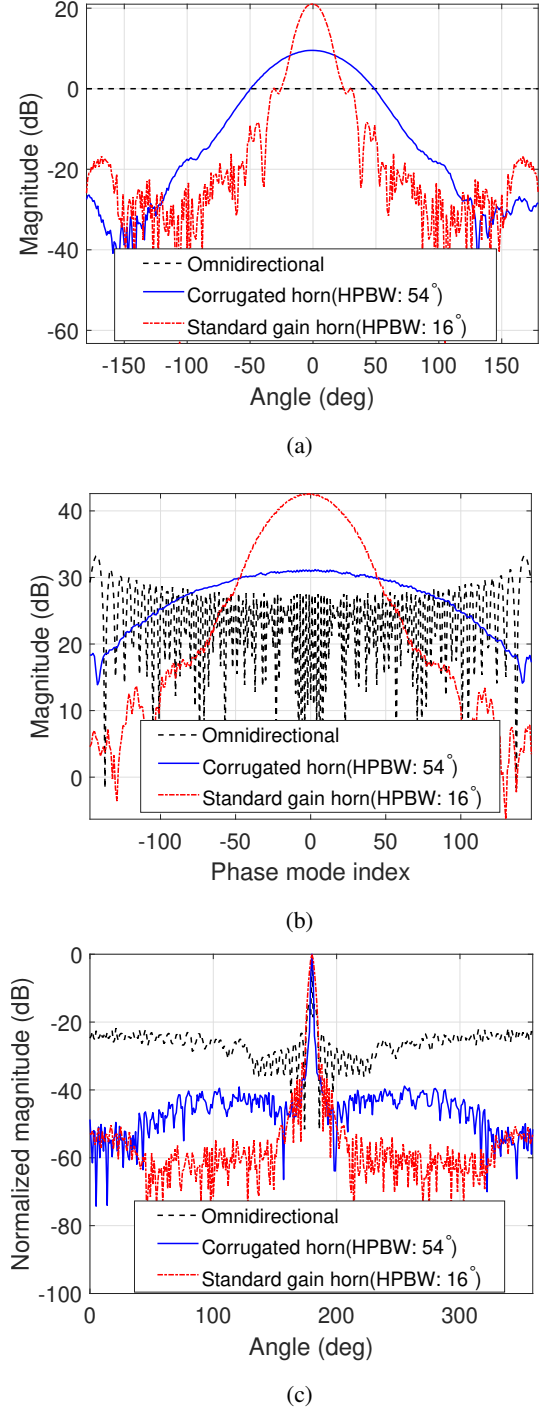 20
0
-20
-40
-60
Magnitude (dB)
Omnidirectional
Corrugated horn(HPBW: 54°)
Standard gain horn(HPBW: 16°)
-150 -100 -50 0 50 100 150
Angle (deg)
(a)
40
30
20
10
0
Magnitude (dB)
Omnidirectional
Corrugated horn(HPBW: 54°)
Standard gain horn(HPBW: 16°)
-100 -50 0 50 100
Phase mode index
(b)
0
-20
-40
-60
-80
-100
Normalized magnitude (dB)
Omnidirectional
Corrugated horn(HPBW: 54°)
Standard gain horn(HPBW: 16°)
0 100 200 300
Angle (deg)
(c)